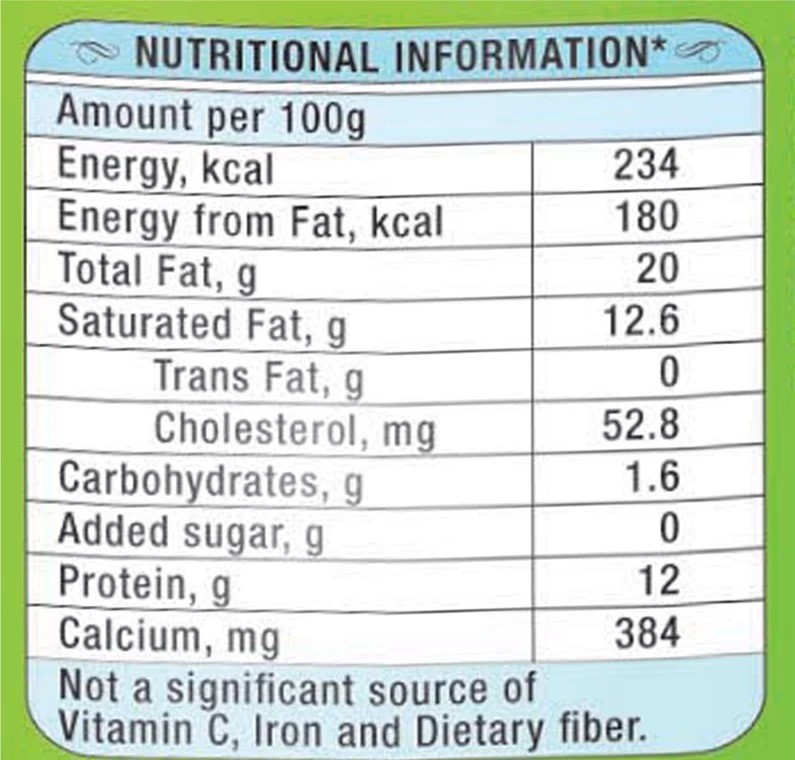 NUTRITIONAL INFORMATION*
Amount per 100g
Energy, kcal 234
Energy from Fat, kcal 180
Total Fat, g 20
Saturated Fat, g 12.6
Trans Fat, g 0
Cholesterol, mg 52.8
Carbohydrates, g 1.6
Added sugar, g 0
Protein, g 12
Calcium, mg 384
Not a significant source of
Vitamin C, Iron and Dietary fiber.